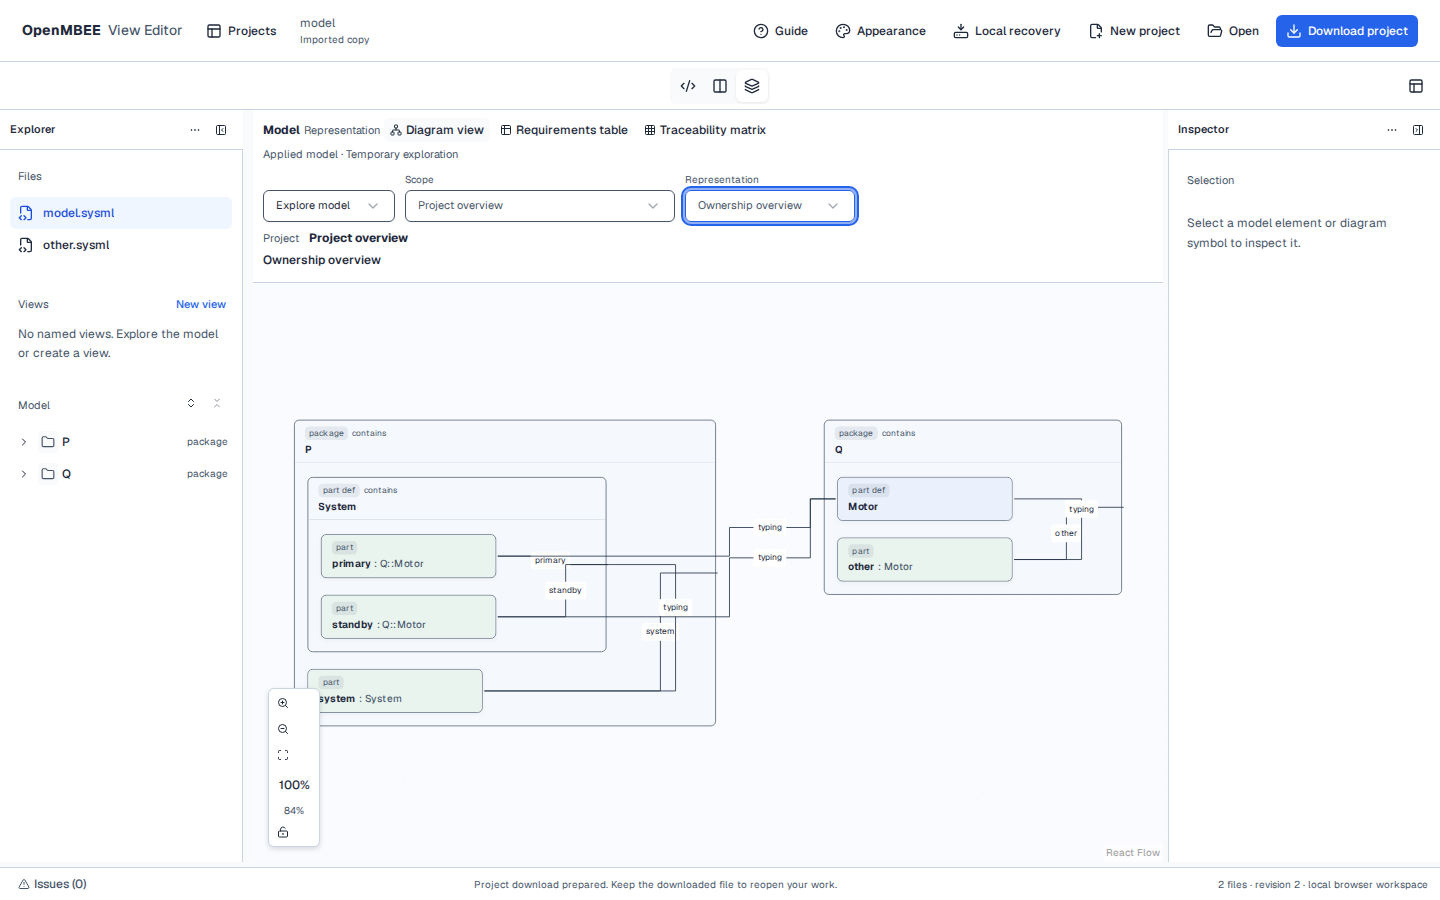 OpenMBEE View Editor
Projects
model
Imported copy
Guide
Appearance
Local recovery
New project
Open
Download project
Explorer
Files
model.sysml
other.sysml
Views
New view
No named views. Explore the model
or create a view.
Model
P package
Q package
Model Representation Diagram view Requirements table Traceability matrix
Applied model · Temporary exploration
Scope
Representation
Explore model
Project overview
Ownership overview
Project Project overview
Ownership overview
package contains
P
part def contains
System
part
primary : Q::Motor
part
standby : Q::Motor
part
system : System
primary
standby
typing
system
typing
typing
package contains
Q
part def
Motor
part
other : Motor
typing
other
100%
84%
React Flow
Inspector
Selection
Select a model element or diagram
symbol to inspect it.
Issues (0)
Project download prepared. Keep the downloaded file to reopen your work.
2 files · revision 2 · local browser workspace